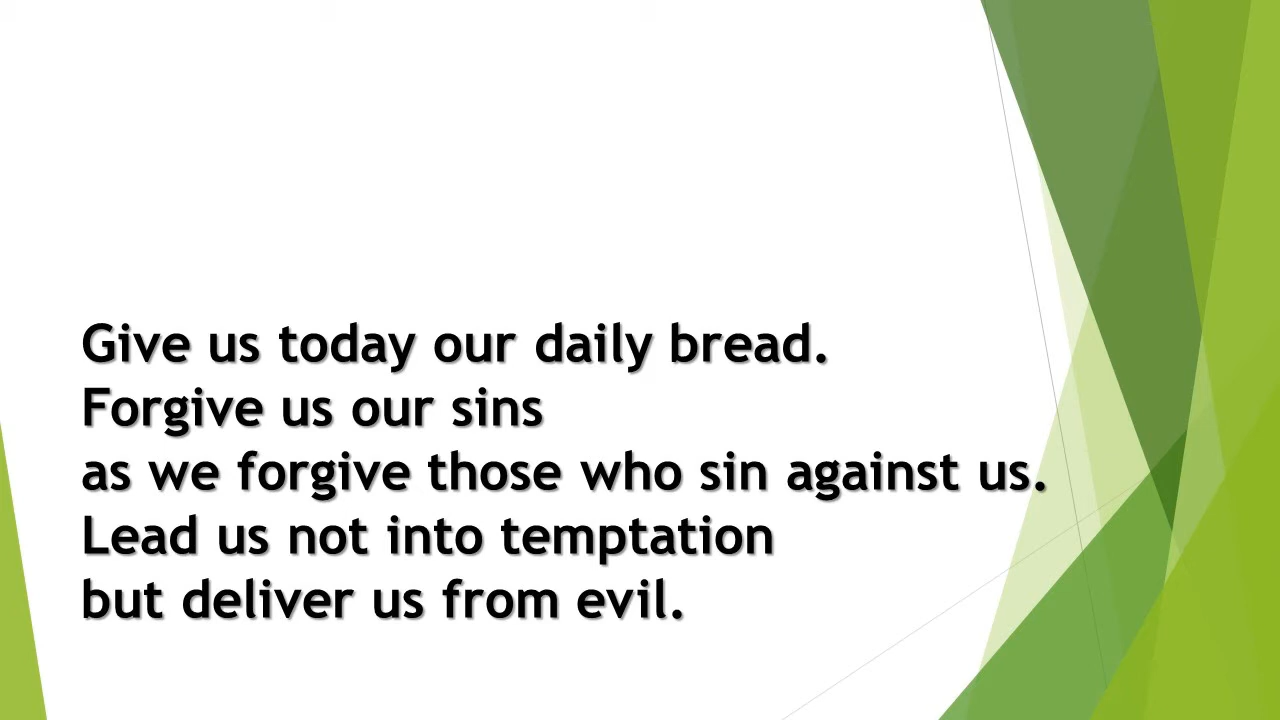 Give us today our daily bread.
Forgive us our sins
as we forgive those who sin against us.
Lead us not into temptation
but deliver us from evil.